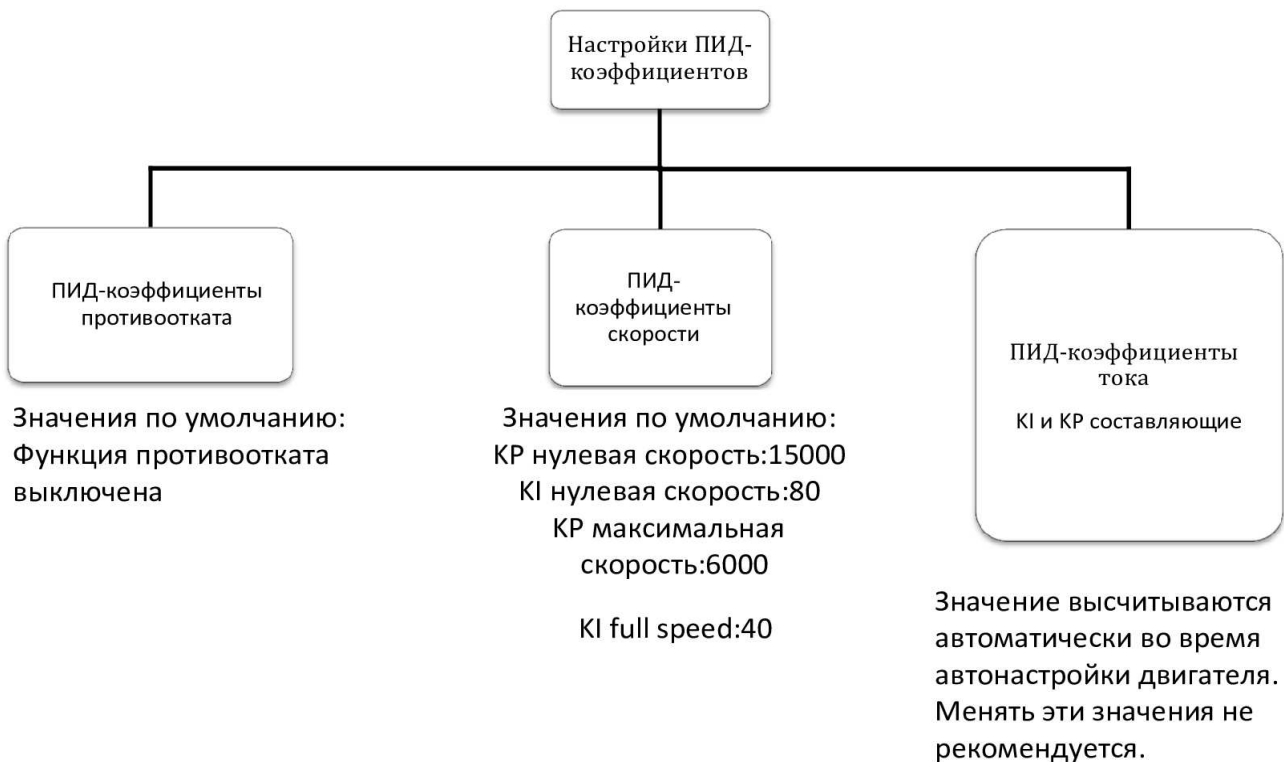 Настройки ПИД-
коэффициентов
ПИД-коэффициенты
противоотката
Значения по умолчанию:
Функция противоотката
выключена
ПИД-
коэффициенты
скорости
Значения по умолчанию:
KP нулевая скорость:15000
KI нулевая скорость:80
KP максимальная
скорость:6000
KI full speed:40
ПИД-коэффициенты
тока
KI и KP составляющие
Значение высчитываются
автоматически во время
автонастройки двигателя.
Менять эти значения не
рекомендуется.